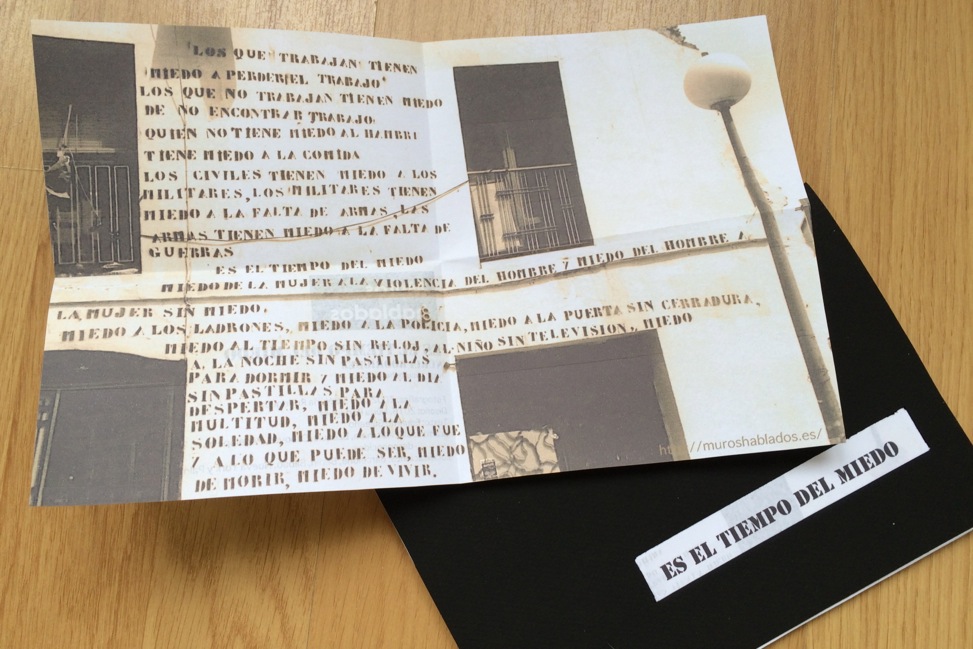 LOS QUE TRABAJAN TIENEN
MIEDO A PERDER EL TRABAJO
LOS QUE NO TRABAJAN TIENEN MIEDO
DE NO ENCONTRAR TRABAJO.
QUIEN NO TIENE MIEDO AL HAMBRE
TIENE MIEDO A LA COMIDA
LOS CIVILES TIENEN MIEDO A LOS
MILITARES, LOS MILITARES TIENEN
MIEDO A LA FALTA DE ARMAS, LAS
ARMAS TIENEN MIEDO A LA FALTA DE
GUERRAS
ES EL TIEMPO DEL MIEDO
MIEDO DE LA MUJER A LA VIOLENCIA DEL HOMBRE Y MIEDO DEL HOMBRE A
LA MUJER SIN MIEDO.
MIEDO A LOS LADRONES, MIEDO A LA POLICIA, MIEDO A LA PUERTA SIN CERRADURA,
MIEDO AL TIEMPO SIN RELOJ, AL NIÑO SIN TELEVISION, MIEDO
A LA NOCHE SIN PASTILLAS
PARA DORMIR Y MIEDO AL DIA
SIN PASTILLAS PARA
DESPERTAR, MIEDO A LA
MULTITUD, MIEDO A LA
SOLEDAD, MIEDO A LO QUE FUE
Y A LO QUE PUEDE SER, MIEDO
DE MORIR, MIEDO DE VIVIR.
http://muroshablados.es/
ES EL TIEMPO DEL MIEDO